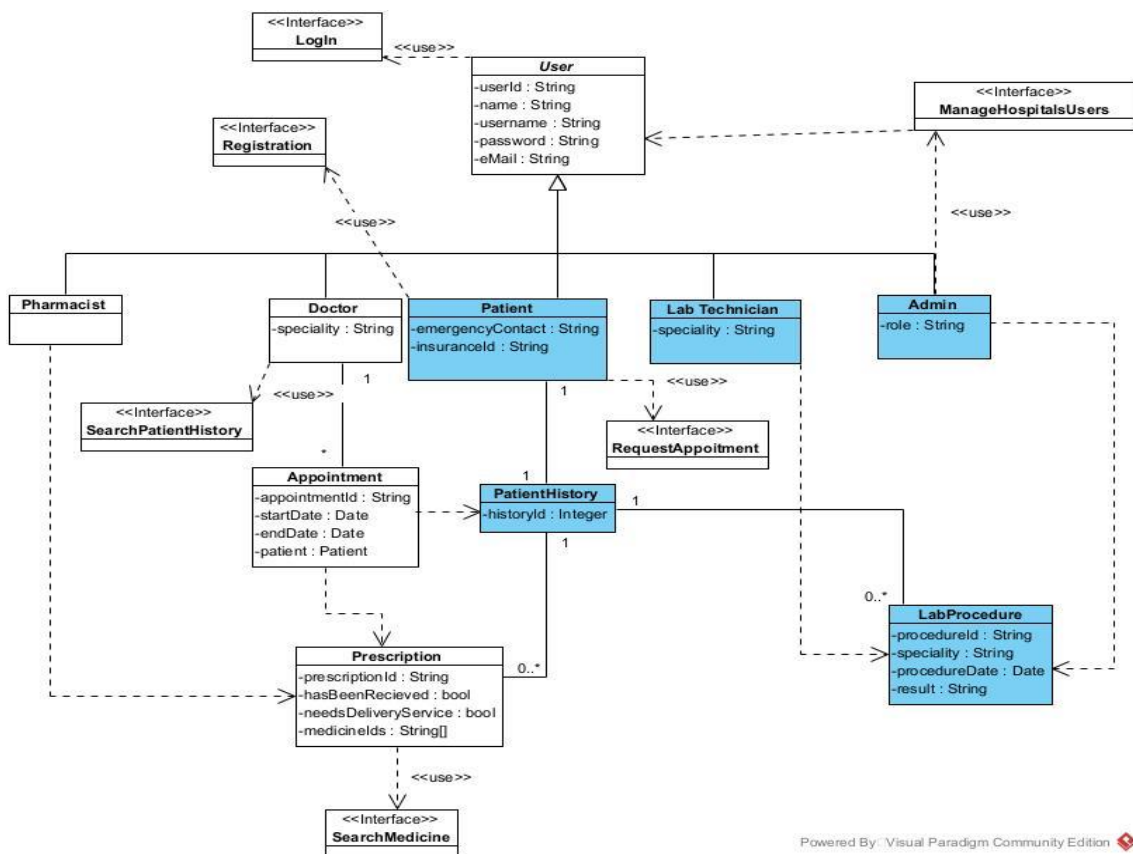 <<Interface>>
LogIn
<<use>>
User
-userId : String
-name : String
-username : String
-password : String
-eMail : String
<<Interface>>
ManageHospitalsUsers
<<Interface>>
Registration
<<use>>
<<use>>
Pharmacist
Doctor
-speciality : String
Patient
-emergencyContact : String
-insuranceId : String
Lab Technician
-speciality : String
Admin
-role : String
1
<<use>>
1
<<use>>
<<Interface>>
SearchPatientHistory
<<Interface>>
RequestAppoitment
*
Appointment
-appointmentId : String
-startDate : Date
-endDate : Date
-patient : Patient
1
PatientHistory
-historyId : Integer
1
1
0..*
LabProcedure
-procedureId : String
-speciality : String
-procedureDate : Date
-result : String
Prescription
-prescriptionId : String
-hasBeenRecieved : bool
-needsDeliveryService : bool
-medicineIds : String[]
0..*
<<use>>
<<Interface>>
SearchMedicine
Powered By Visual Paradigm Community Edition